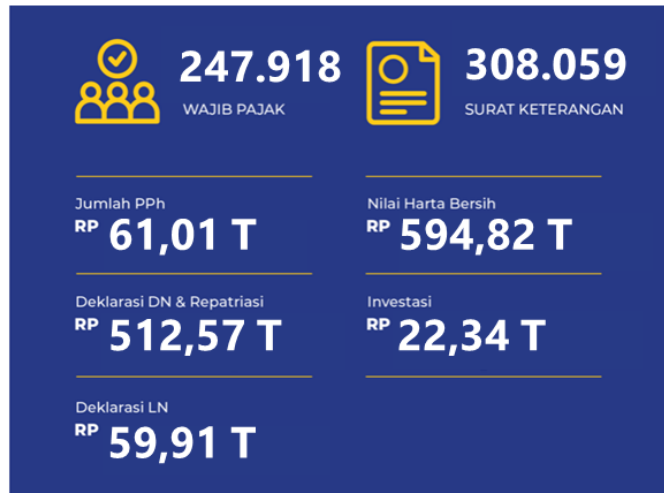 247.918
WAJIB PAJAK
308.059
SURAT KETERANGAN
Jumlah PPh
RP 61,01 T
Nilai Harta Bersih
RP 594,82 T
Deklarasi DN & Repatriasi
RP 512,57 T
Investasi
RP 22,34 T
Deklarasi LN
RP 59,91 T